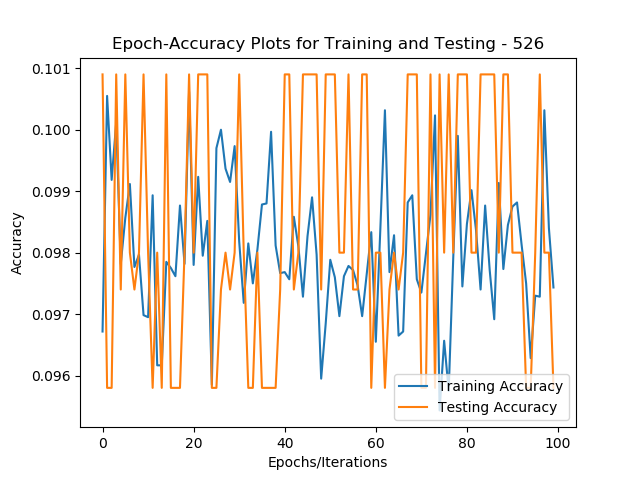 Epoch-Accuracy Plots for Training and Testing - 526
Accuracy
0.101
0.100
0.099
0.098
0.097
0.096
0 20 40 60 80 100
Epochs/Iterations
Training Accuracy
Testing Accuracy